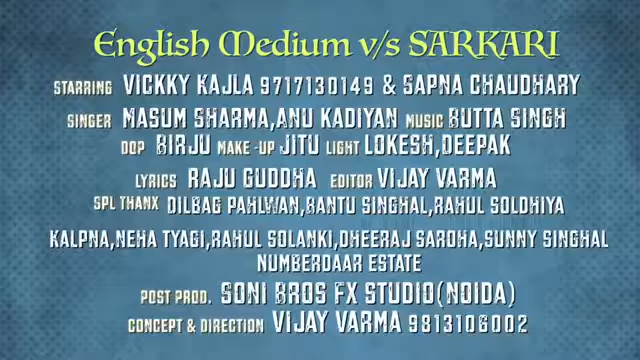 English Medium v/s SARKARI
STARRING VICKKY KAJLA 9717130149 & SAPNA CHAUDHARY
SINGER MASUM SHARMA,ANU KADIYAN MUSIC BUTTA SINGH
DOP BIRJU MAKE -UP JITU LIGHT LOKESH,DEEPAK
LYRICS RAJU GUDDHA EDITOR VIJAY VARMA
SPL THANX DILBAG PAHLWAN,BANTU SINGHAL,RAHUL SOLDHIYA
KALPNA,NEHA TYAGI,RAHUL SOLANKI,DHEERAJ SAROHA,SUNNY SINGHAL
NUMBERDAAR ESTATE
POST PROD. SONI BROS FX STUDIO(NOIDA)
CONCEPT & DIRECTION VIJAY VARMA 9813106002